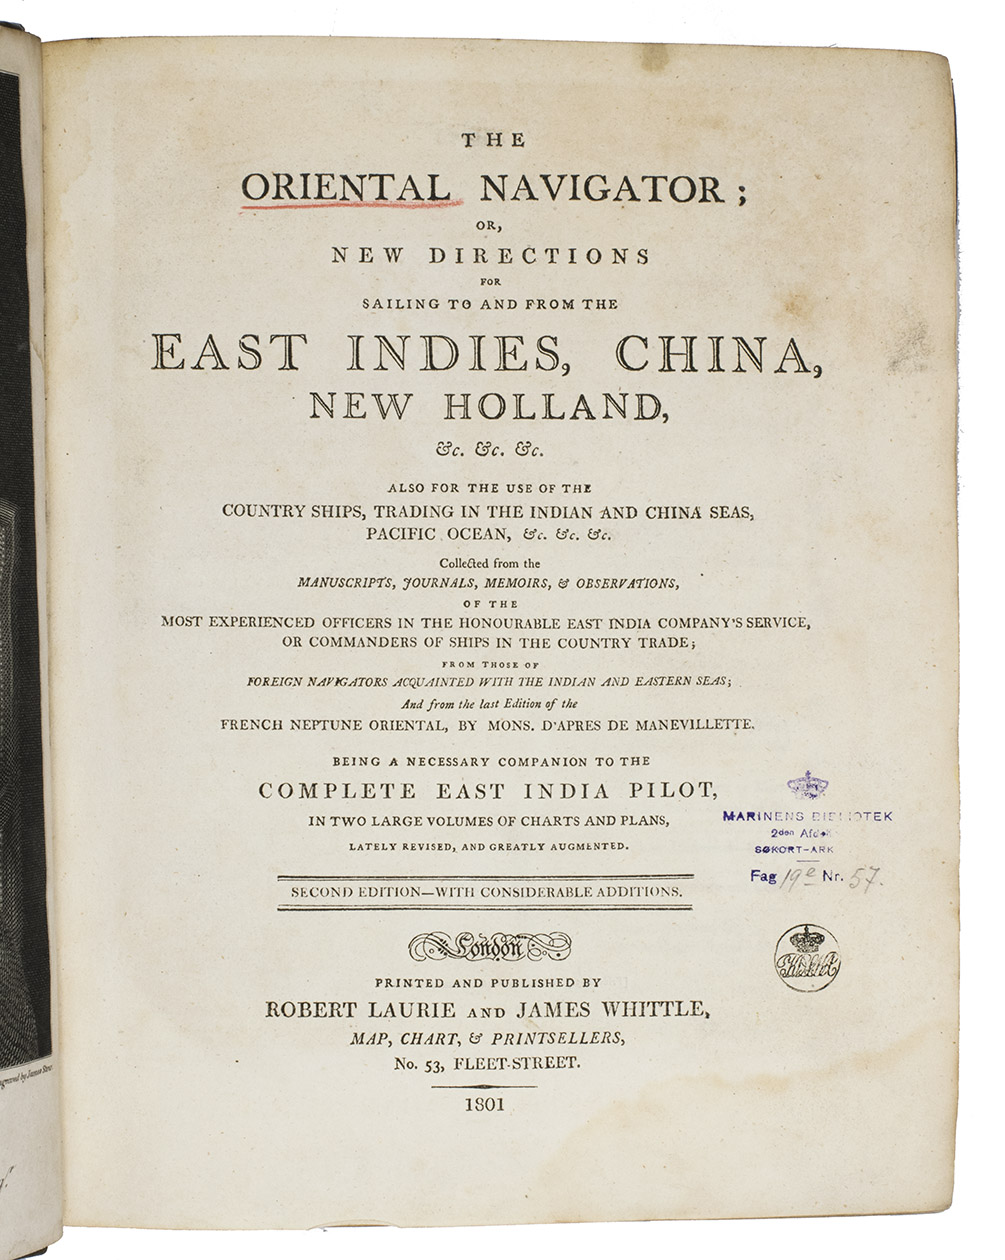 THE
ORIENTAL NAVIGATOR;
OR,
NEW DIRECTIONS
FOR
SAILING TO AND FROM THE
EAST INDIES, CHINA,
NEW HOLLAND,
&c. &c. &c.
ALSO FOR THE USE OF THE
COUNTRY SHIPS, TRADING IN THE INDIAN AND CHINA SEAS,
PACIFIC OCEAN, &c. &c. &c.
Collected from the
MANUSCRIPTS, JOURNALS, MEMOIRS, & OBSERVATIONS,
OF THE
MOST EXPERIENCED OFFICERS IN THE HONOURABLE EAST INDIA COMPANY'S SERVICE,
OR COMMANDERS OF SHIPS IN THE COUNTRY TRADE;
FROM THOSE OF
FOREIGN NAVIGATORS ACQUAINTED WITH THE INDIAN AND EASTERN SEAS;
And from the last Edition of the
FRENCH NEPTUNE ORIENTAL, BY MONS. D'APRES DE MANEVILLETTE.
BEING A NECESSARY COMPANION TO THE
COMPLETE EAST INDIA PILOT,
IN TWO LARGE VOLUMES OF CHARTS AND PLANS,
LATELY REVISED, AND GREATLY AUGMENTED.
SECOND EDITION—WITH CONSIDERABLE ADDITIONS.
London
PRINTED AND PUBLISHED BY
ROBERT LAURIE AND JAMES WHITTLE,
MAP, CHART, & PRINTSELLERS,
No. 53, FLEET-STREET.
1801
MARINENS BIBLIOTEK
2den
SØKORT-ARK
Fag 19e Nr. 57.
by James